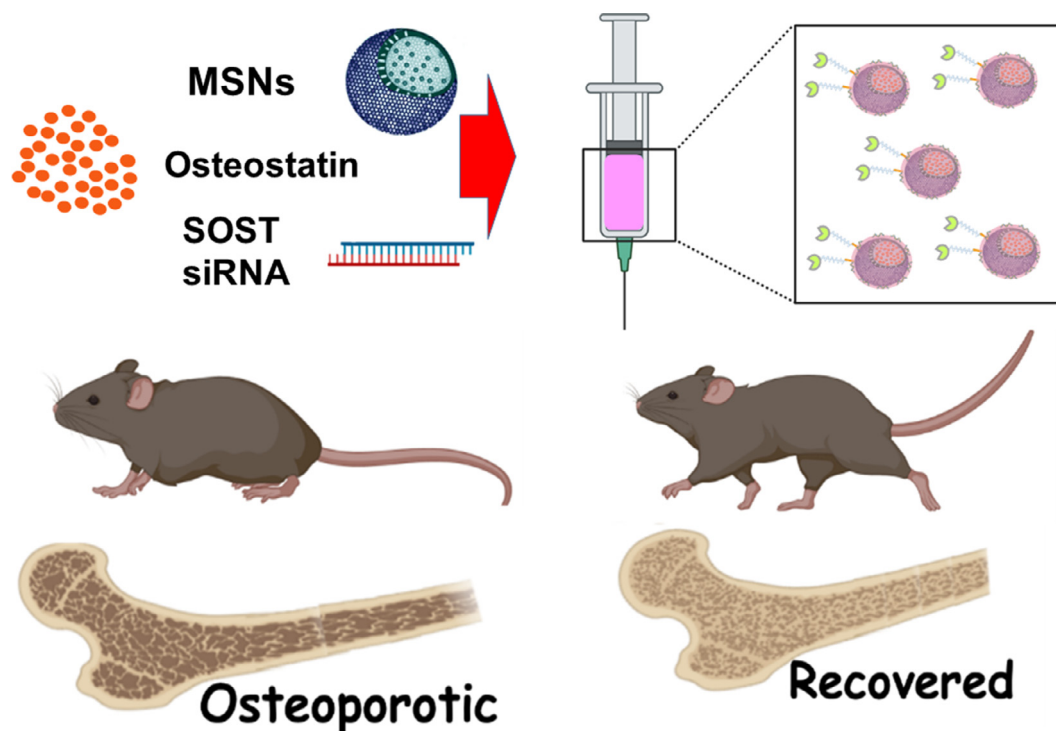 MSNs
Osteostatin
SOST
siRNA
Osteoporotic
Recovered